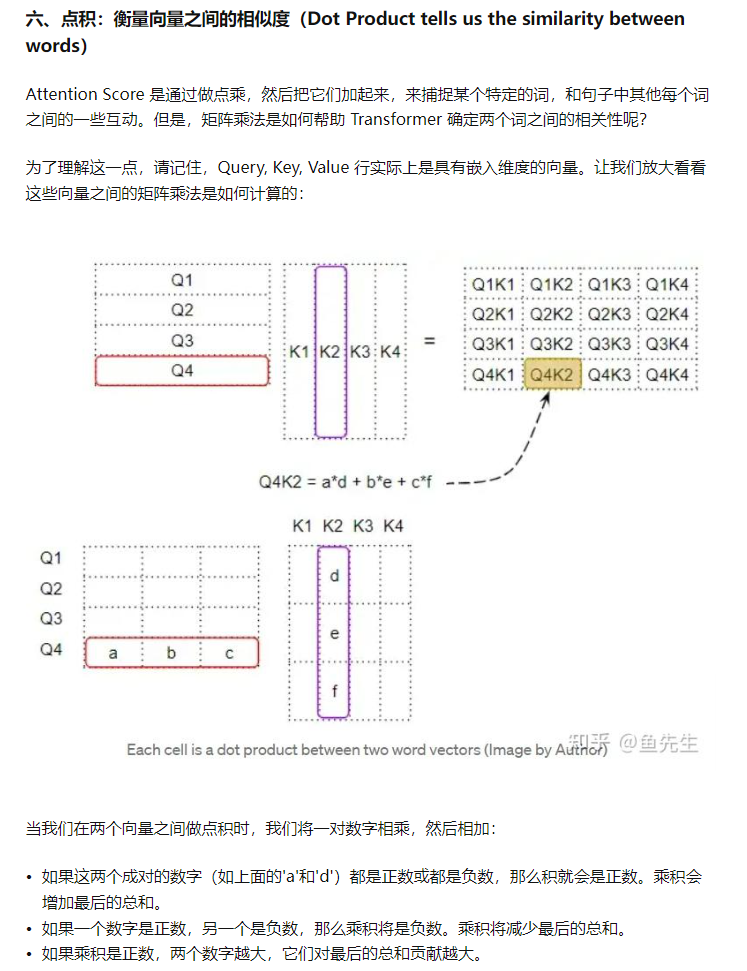 六、点积：衡量向量之间的相似度（Dot Product tells us the similarity between
words）
Attention Score 是通过做点乘，然后把它们加起来，来捕捉某个特定的词，和句子中其他每个词
之间的一些互动。但是，矩阵乘法是如何帮助 Transformer 确定两个词之间的相关性呢？
为了理解这一点，请记住，Query, Key, Value 行实际上是具有嵌入维度的向量。让我们放大看看
这些向量之间的矩阵乘法是如何计算的：
Q1
Q2
Q3
Q4
K1 K2 K3 K4
=
Q1K1 Q1K2 Q1K3 Q1K4
Q2K1 Q2K2 Q2K3 Q2K4
Q3K1 Q3K2 Q3K3 Q3K4
Q4K1 Q4K2 Q4K3 Q4K4
Q4K2 = a*d + b*e + c*f
K1 K2 K3 K4
Q1
Q2
Q3
Q4
a b c
d
e
f
Each cell is a dot product between two word vectors (Image by Author)
知乎 @鱼先生
当我们在两个向量之间做点积时，我们将一对数字相乘，然后相加：
• 如果这两个成对的数字（如上面的'a'和'd'）都是正数或都是负数，那么积就会是正数。乘积会
增加最后的总和。
• 如果一个数字是正数，另一个是负数，那么乘积将是负数。乘积将减少最后的总和。
• 如果乘积是正数，两个数字越大，它们对最后的总和贡献越大。